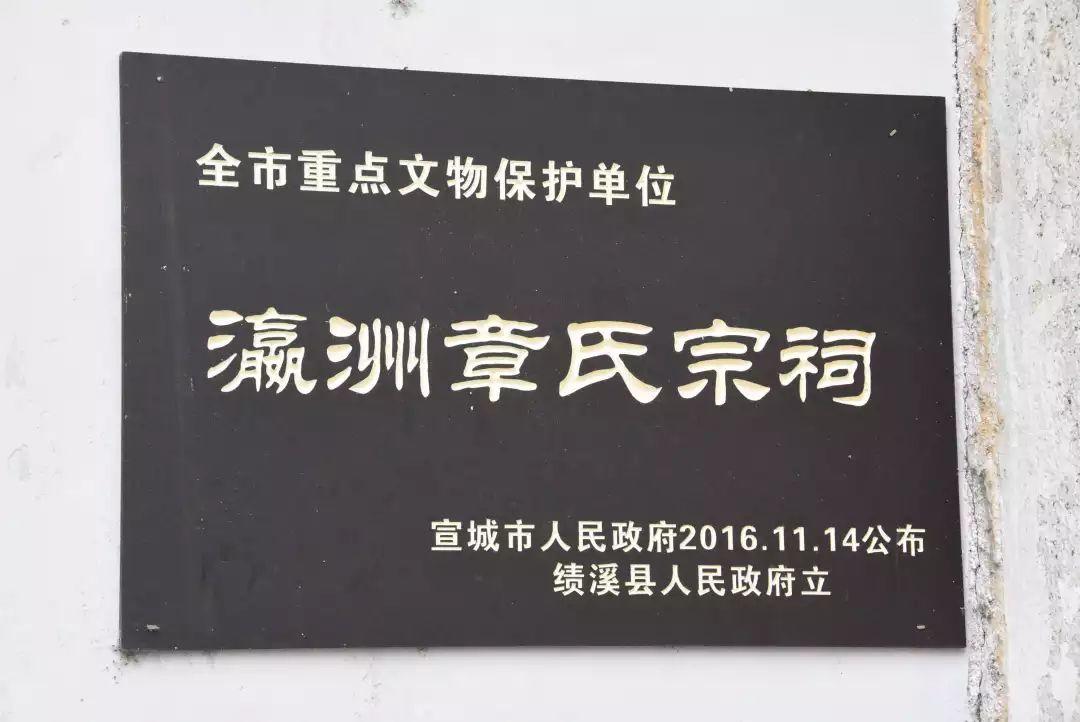 全市重点文物保护单位
瀛洲章氏宗祠
宣城市人民政府2016.11.14公布
绩溪县人民政府立